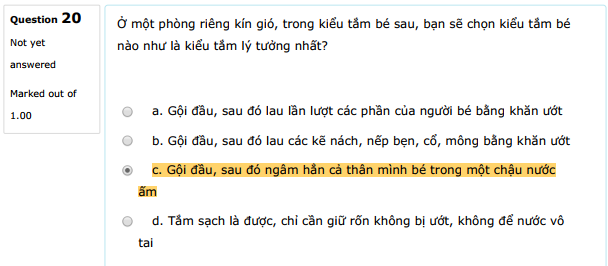 Question 20
Not yet
answered
Marked out of
1.00
Ở một phòng riêng kín gió, trong kiểu tắm bé sau, bạn sẽ chọn kiểu tắm bé
nào như là kiểu tắm lý tưởng nhất?
a. Gội đầu, sau đó lau lần lượt các phần của người bé bằng khăn ướt
b. Gội đầu, sau đó lau các kẽ nách, nếp bẹn, cổ, mông bằng khăn ướt
c. Gội đầu, sau đó ngâm hẳn cả thân mình bé trong một chậu nước
ấm
d. Tắm sạch là được, chỉ cần giữ rốn không bị ướt, không để nước vô
tai